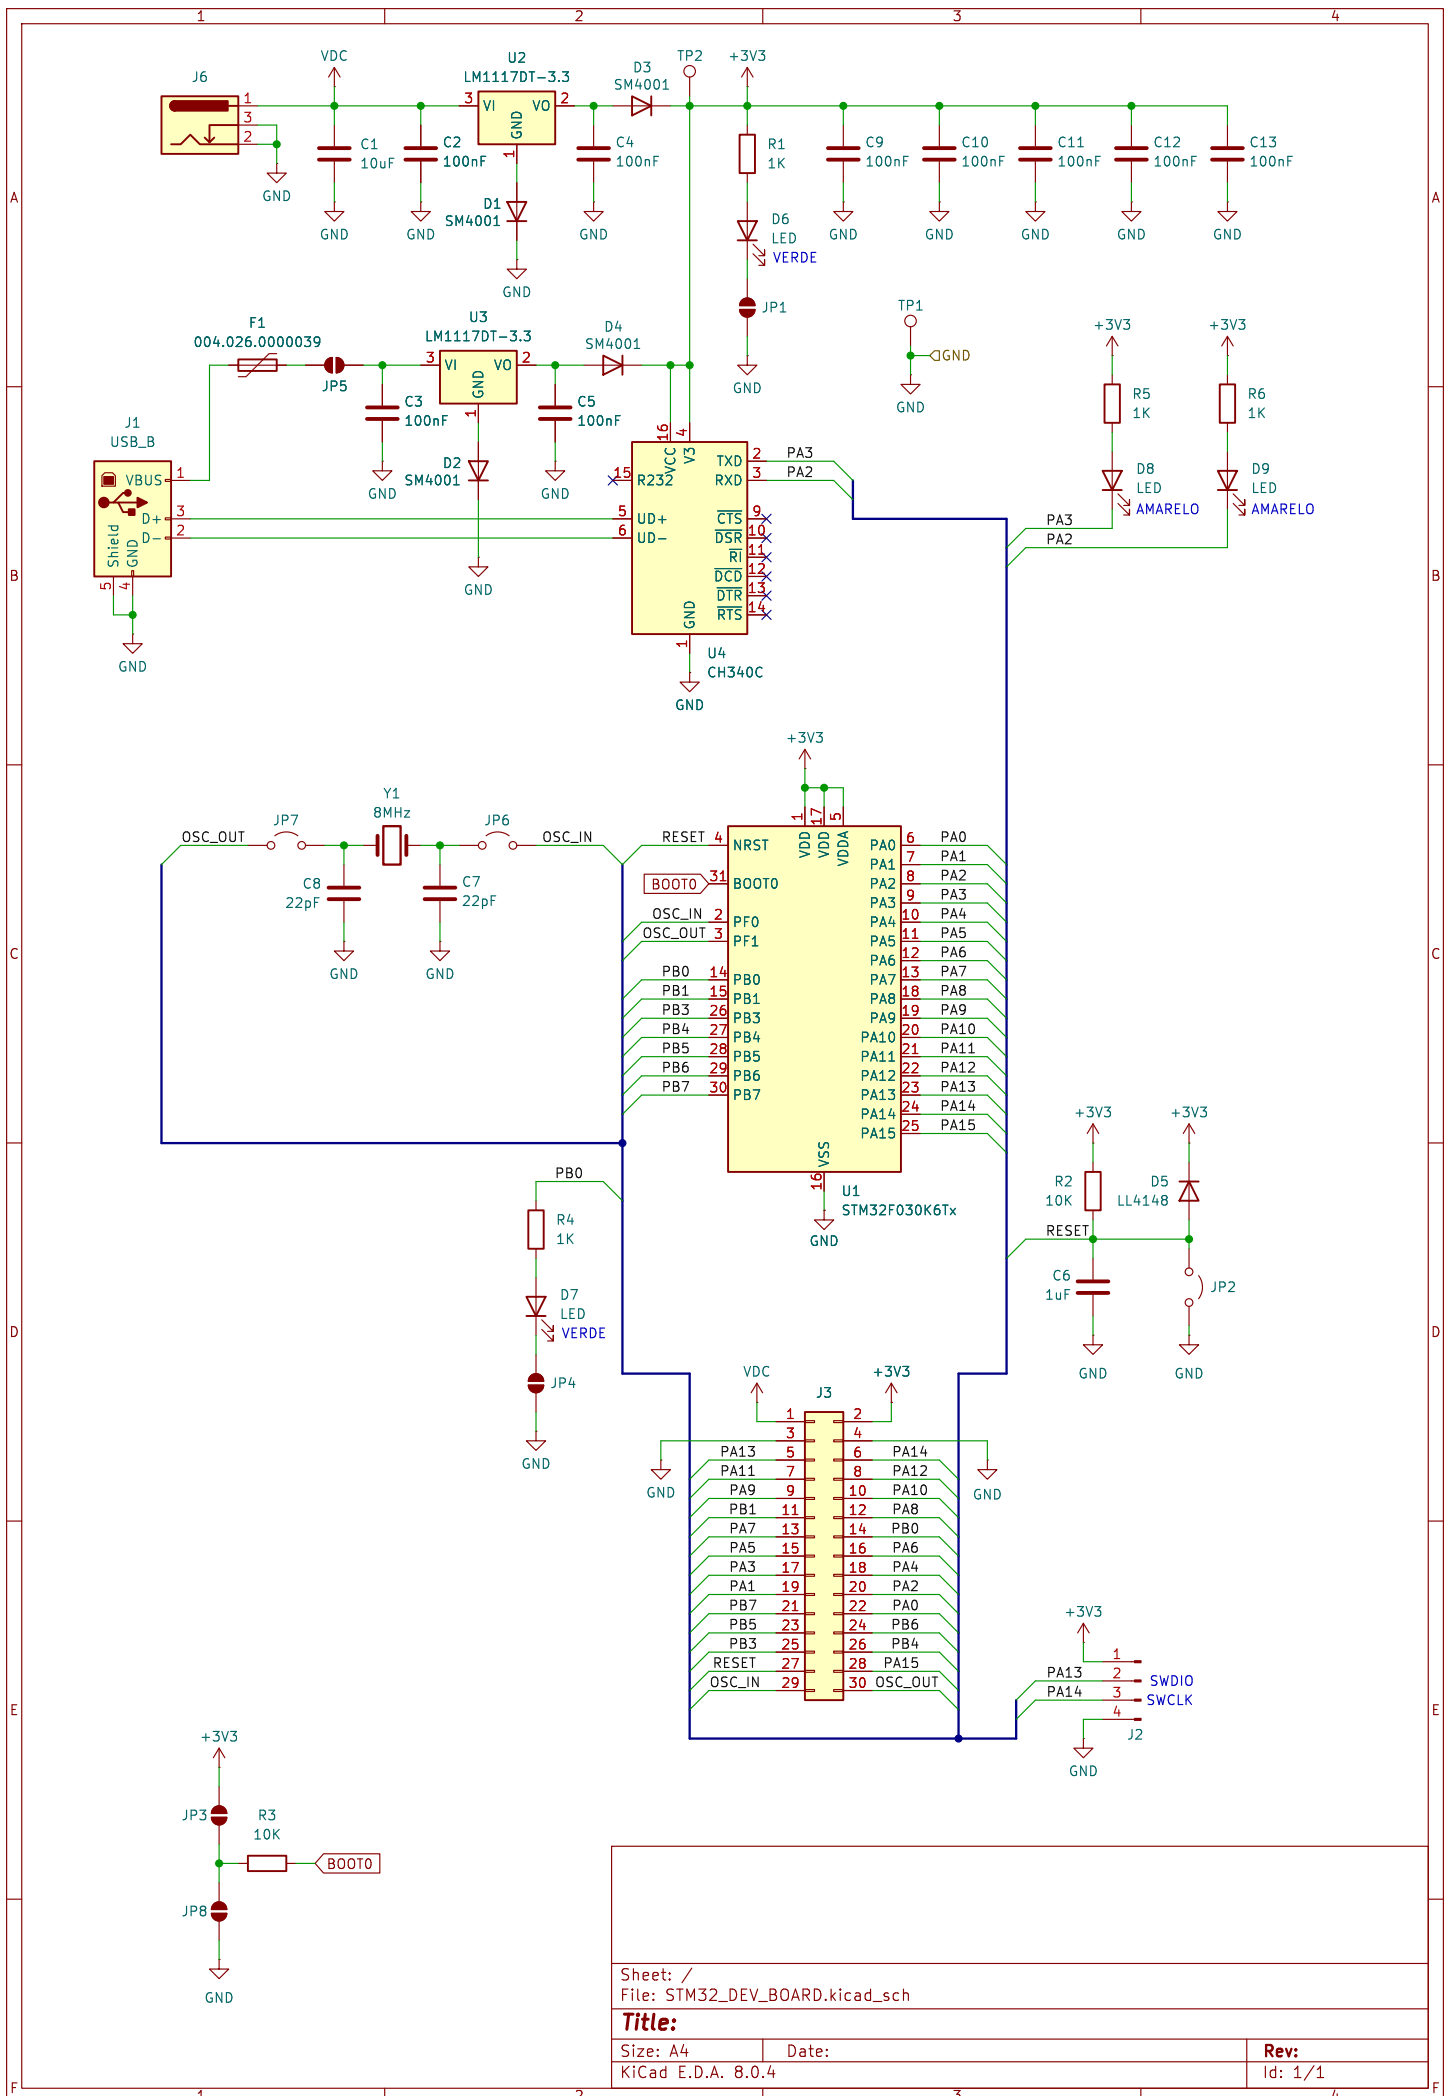 1 2 3 4
A
B
C
D
E
F
A
B
C
D
E
F
1 2 3 4
J6
1
3
2
GND
VDC
C1
10uF
GND
C2
100nF
GND
U2
LM1117DT-3.3
3 VI VO 2
GND
1
D1
SM4001
GND
C4
100nF
GND
D3
SM4001
TP2
+3V3
R1
1K
D6
LED
VERDE
JP1
GND
C9
100nF
GND
C10
100nF
GND
C11
100nF
GND
C12
100nF
GND
C13
100nF
GND
F1
004.026.0000039
JP5
C3
100nF
GND
U3
LM1117DT-3.3
3 VI VO 2
GND
1
D2
SM4001
GND
C5
100nF
GND
D4
SM4001
TP1
GND
GND
+3V3
R5
1K
D8
LED
AMARELO
PA3
+3V3
R6
1K
D9
LED
AMARELO
PA2
J1
USB_B
VBUS 1
D+ 3
D- 2
Shield
GND
5
4
GND
16
VCC
4
V3
15 R232
5 UD+
6 UD-
TXD 2 PA3
RXD 3 PA2
CTS 9
DSR 10
RI 11
DCD 12
DTR 13
RTS 14
GND
1
U4
CH340C
GND
OSC_OUT
JP7
Y1
8MHz
JP6
OSC_IN
C8
22pF
GND
C7
22pF
GND
+3V3
1
VDD
17
VDD
5
VDDA
RESET 4 NRST
BOOT0 31 BOOT0
OSC_IN 2 PF0
OSC_OUT 3 PF1
PB0 14 PB0
PB1 15 PB1
PB3 26 PB3
PB4 27 PB4
PB5 28 PB5
PB6 29 PB6
PB7 30 PB7
PA0 6 PA0
PA1 7 PA1
PA2 8 PA2
PA3 9 PA3
PA4 10 PA4
PA5 11 PA5
PA6 12 PA6
PA7 13 PA7
PA8 18 PA8
PA9 19 PA9
PA10 20 PA10
PA11 21 PA11
PA12 22 PA12
PA13 23 PA13
PA14 24 PA14
PA15 25 PA15
VSS
16
U1
STM32F030K6Tx
GND
PB0
R4
1K
D7
LED
VERDE
JP4
GND
+3V3
R2
10K
RESET
C6
1uF
GND
+3V3
D5
LL4148
JP2
GND
VDC
J3
+3V3
1 2
3 4
GND
GND
PA13 5 6 PA14
PA11 7 8 PA12
PA9 9 10 PA10
PB1 11 12 PA8
PA7 13 14 PB0
PA5 15 16 PA6
PA3 17 18 PA4
PA1 19 20 PA2
PB7 21 22 PA0
PB5 23 24 PB6
PB3 25 26 PB4
RESET 27 28 PA15
OSC_IN 29 30 OSC_OUT
+3V3
1
PA13 2 SWDIO
PA14 3 SWCLK
4
J2
GND
+3V3
JP3
R3
10K
BOOT0
JP8
GND
Sheet: /
File: STM32_DEV_BOARD.kicad_sch
Title:
Size: A4 Date: Rev:
KiCad E.D.A. 8.0.4 Id: 1/1